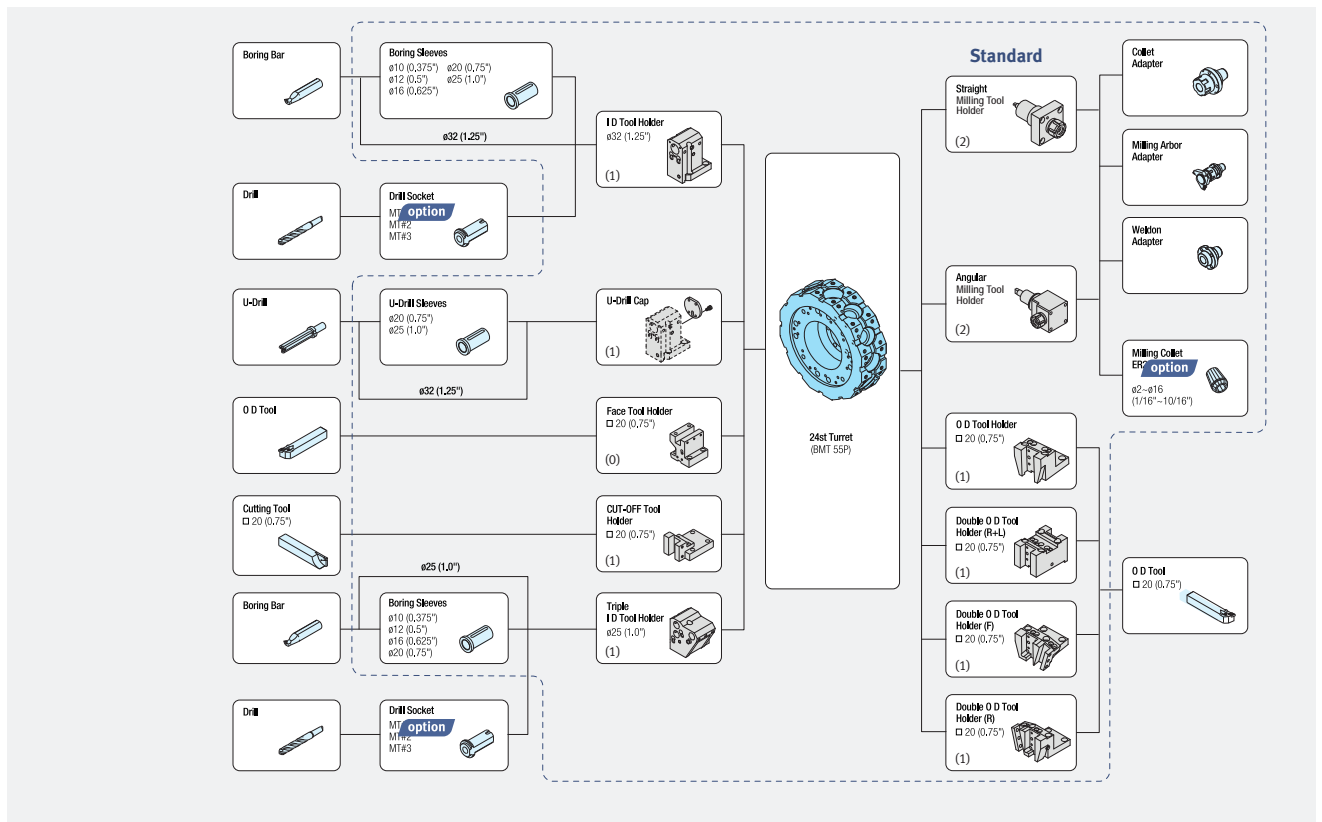 Standard
Boring Bar
Boring Sleeves
ø10 (0.375") ø20 (0.75")
ø12 (0.5") ø25 (1.0")
ø16 (0.625")
ø32 (1.25")
I D Tool Holder
ø32 (1.25")
(1)
Drill
Drill Socket
MT
option
MT#2
MT#3
U-Drill
U-Drill Sleeves
ø20 (0.75")
ø25 (1.0")
ø32 (1.25")
U-Drill Cap
(1)
O D Tool
Face Tool Holder
20 (0.75")
(0)
Cutting Tool
20 (0.75")
CUT-OFF Tool
Holder
20 (0.75")
(1)
ø25 (1.0")
Boring Bar
Boring Sleeves
ø10 (0.375")
ø12 (0.5")
ø16 (0.625")
ø20 (0.75")
Triple
I D Tool Holder
ø25 (1.0")
(1)
Drill
Drill Socket
MT
option
MT#2
MT#3
24st Turret
(BMT 55P)
Straight
Milling Tool
Holder
(2)
Angular
Milling Tool
Holder
(2)
O D Tool Holder
20 (0.75")
(1)
Double O D Tool
Holder (R+L)
20 (0.75")
(1)
Double O D Tool
Holder (F)
20 (0.75")
(1)
Double O D Tool
Holder (R)
20 (0.75")
(1)
Collet
Adapter
Milling Arbor
Adapter
Weldon
Adapter
Milling Collet
option
ø2~ø16
(1/16"~10/16")
O D Tool
20 (0.75")